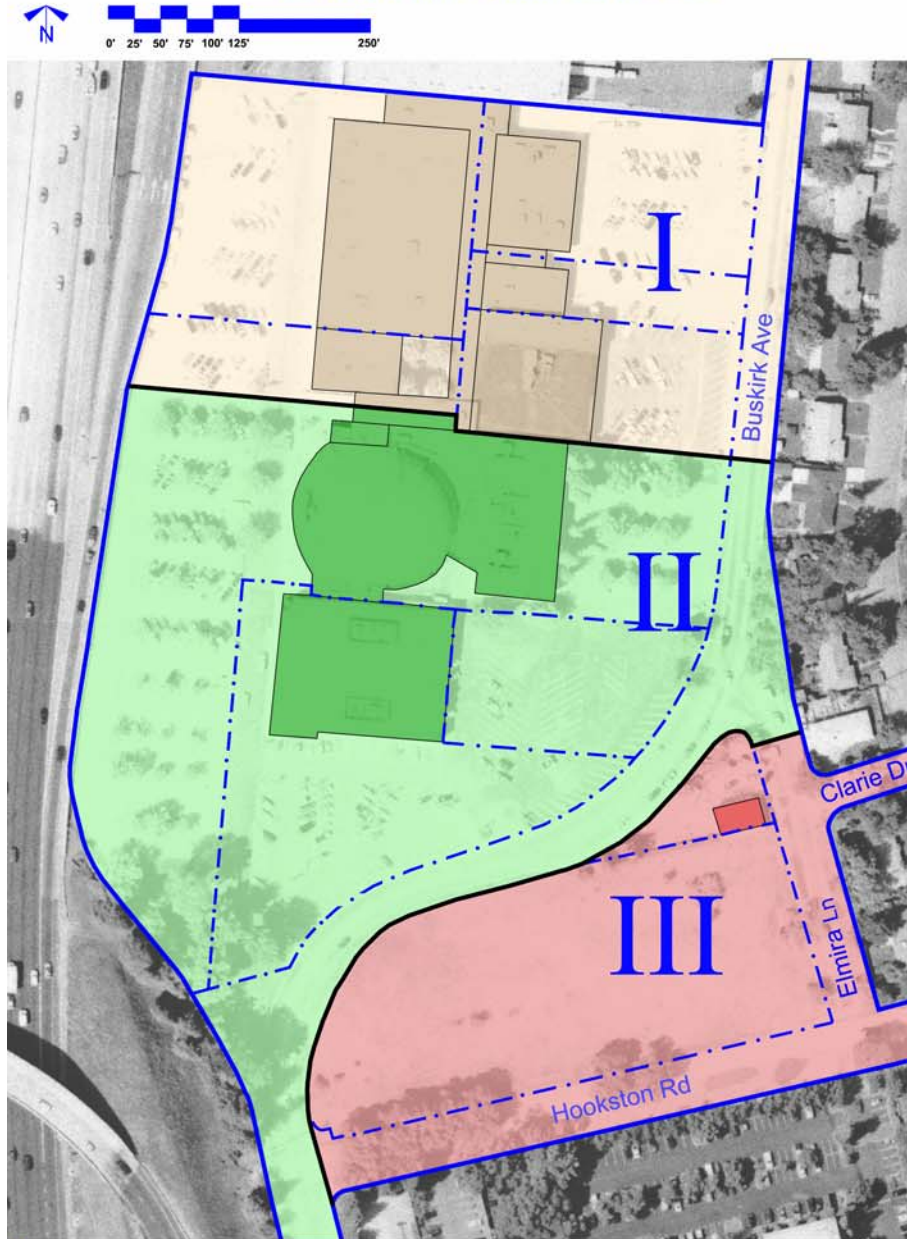 N
0' 25' 50' 75' 100' 125' 250'
I
Buskirk Ave
II
Clarie Dr
III
Elmira Ln
Hookston Rd